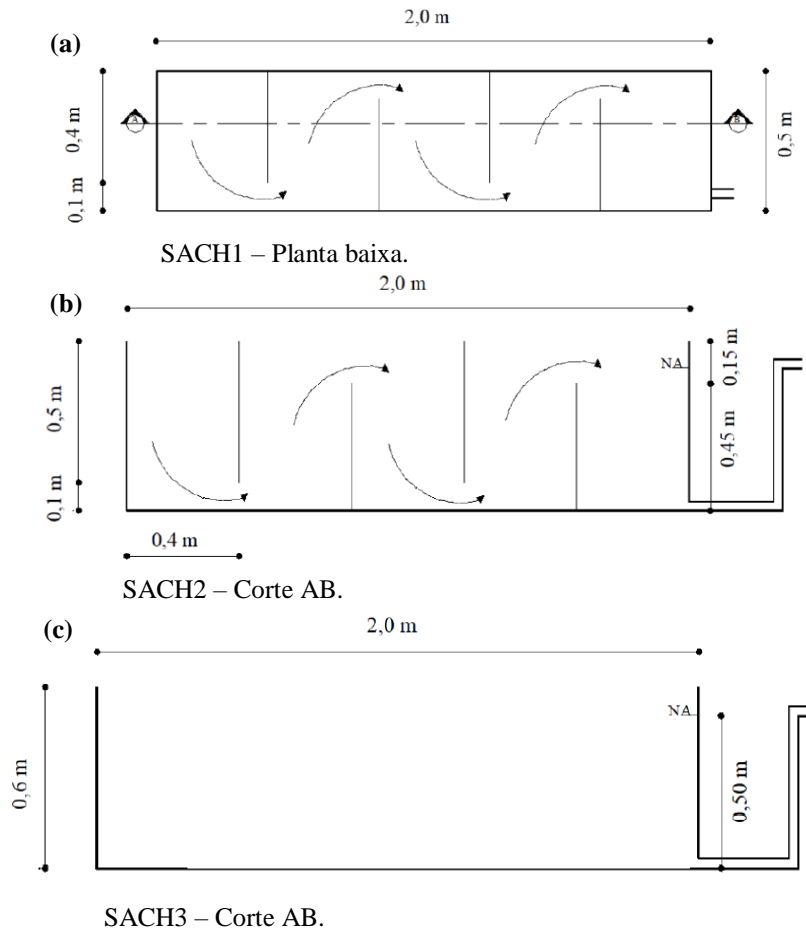 (a)
2,0 m
0,4 m
0,1 m
A
B
0,5 m
SACH1 – Planta baixa.
(b)
2,0 m
0,5 m
0,1 m
NA
0,15 m
0,45 m
0,4 m
SACH2 – Corte AB.
(c)
2,0 m
0,6 m
NA
0,50 m
SACH3 – Corte AB.